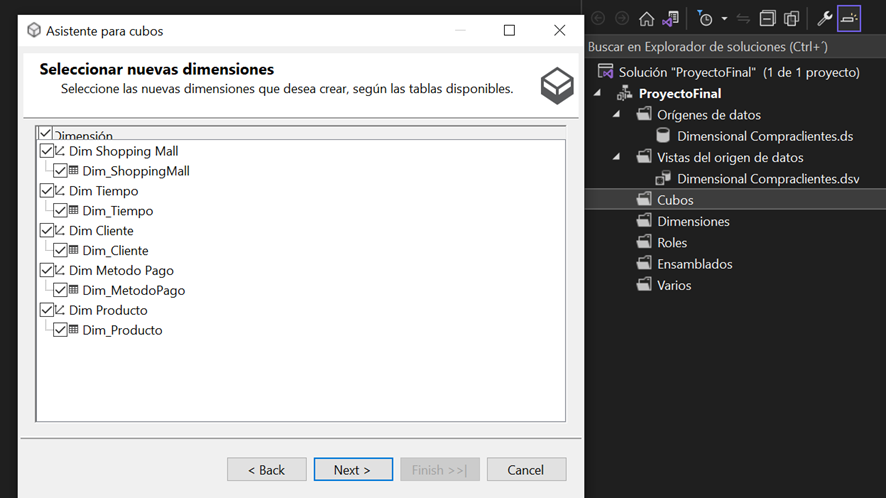 Asistente para cubos
Seleccionar nuevas dimensiones
Seleccione las nuevas dimensiones que desea crear, según las tablas disponibles.
Dimensión
Dim Shopping Mall
Dim_ShoppingMall
Dim Tiempo
Dim_Tiempo
Dim Cliente
Dim_Cliente
Dim Metodo Pago
Dim_MetodoPago
Dim Producto
Dim_Producto
< Back
Next >
Finish >>|
Cancel
Buscar en Explorador de soluciones (Ctrl+´)
Solución "ProyectoFinal" (1 de 1 proyecto)
ProyectoFinal
Orígenes de datos
Dimensional Compraclientes.ds
Vistas del origen de datos
Dimensional Compraclientes.dsv
Cubos
Dimensiones
Roles
Ensamblados
Varios